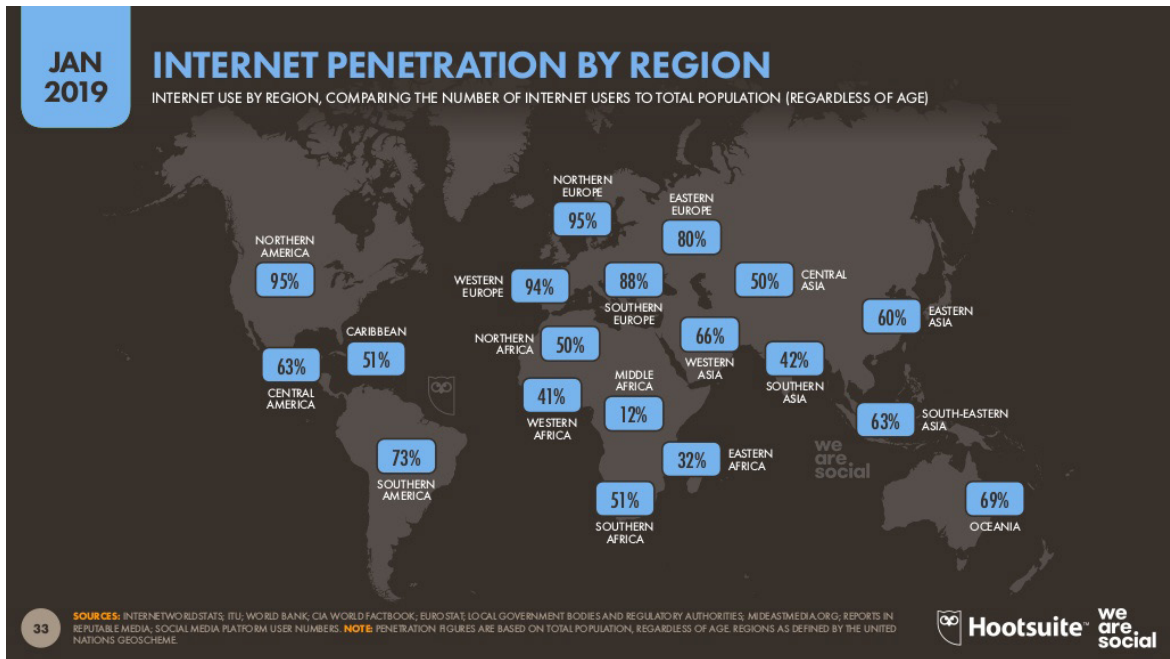 JAN
2019
INTERNET PENETRATION BY REGION
INTERNET USE BY REGION, COMPARING THE NUMBER OF INTERNET USERS TO TOTAL POPULATION (REGARDLESS OF AGE)
NORTHERN
EUROPE
95%
EASTERN
EUROPE
80%
NORTHERN
AMERICA
95%
WESTERN
EUROPE
94%
88%
SOUTHERN
EUROPE
50%
CENTRAL
ASIA
60%
EASTERN
ASIA
CARIBBEAN
51%
NORTHERN
AFRICA
50%
66%
WESTERN
ASIA
42%
SOUTHERN
ASIA
63%
CENTRAL
AMERICA
41%
WESTERN
AFRICA
MIDDLE
AFRICA
12%
63%
SOUTH-EASTERN
ASIA
73%
SOUTHERN
AMERICA
32%
EASTERN
AFRICA
we
are
social
51%
SOUTHERN
AFRICA
69%
OCEANIA
33
SOURCES: INTERNETWORLDSTATS; ITU; WORLD BANK; CIA WORLD FACTBOOK; EUROSTAT; LOCAL GOVERNMENT BODIES AND REGULATORY AUTHORITIES; MIDEASTMEDIA.ORG; REPORTS IN
REPUTABLE MEDIA; SOCIAL MEDIA PLATFORM USER NUMBERS. NOTE: PENETRATION FIGURES ARE BASED ON TOTAL POPULATION, REGARDLESS OF AGE. REGIONS AS DEFINED BY THE UNITED
NATIONS GEOSCHEME.
Hootsuite™
we
are
social